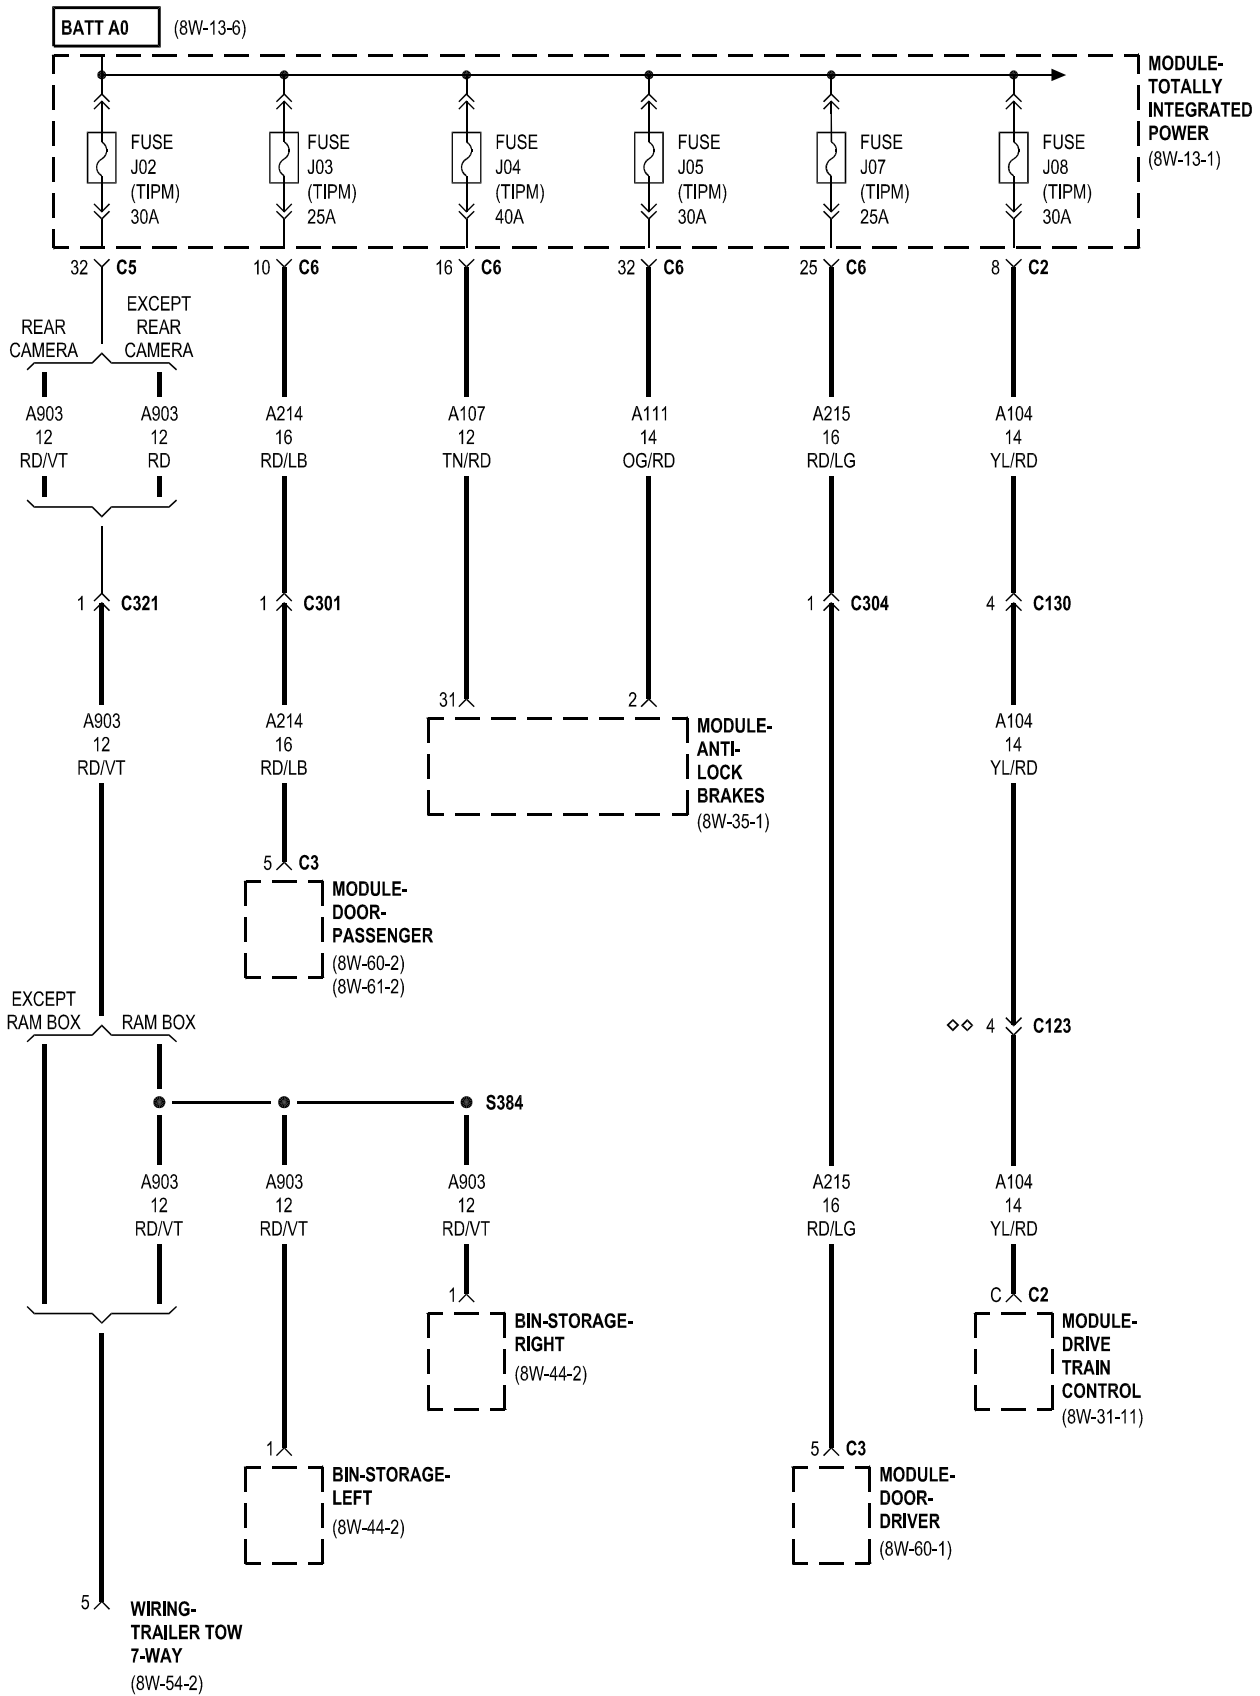 BATT A0 (8W-13-6)
MODULE-
TOTALLY
INTEGRATED
POWER
(8W-13-1)
FUSE
J02
(TIPM)
30A
FUSE
J03
(TIPM)
25A
FUSE
J04
(TIPM)
40A
FUSE
J05
(TIPM)
30A
FUSE
J07
(TIPM)
25A
FUSE
J08
(TIPM)
30A
32 C5
10 C6
16 C6
32 C6
25 C6
8 C2
REAR
CAMERA
EXCEPT
REAR
CAMERA
A903
12
RD/VT
A903
12
RD
A214
16
RD/LB
A107
12
TN/RD
A111
14
OG/RD
A215
16
RD/LG
A104
14
YL/RD
1 C321
1 C301
1 C304
4 C130
31
2
MODULE-
ANTI-
LOCK
BRAKES
(8W-35-1)
A903
12
RD/VT
A214
16
RD/LB
A104
14
YL/RD
5 C3
MODULE-
DOOR-
PASSENGER
(8W-60-2)
(8W-61-2)
EXCEPT
RAM BOX
RAM BOX
◇◇ 4 C123
S384
A903
12
RD/VT
A903
12
RD/VT
A903
12
RD/VT
A215
16
RD/LG
A104
14
YL/RD
1
BIN-STORAGE-
RIGHT
(8W-44-2)
C C2
MODULE-
DRIVE
TRAIN
CONTROL
(8W-31-11)
1
BIN-STORAGE-
LEFT
(8W-44-2)
5 C3
MODULE-
DOOR-
DRIVER
(8W-60-1)
5
WIRING-
TRAILER TOW
7-WAY
(8W-54-2)